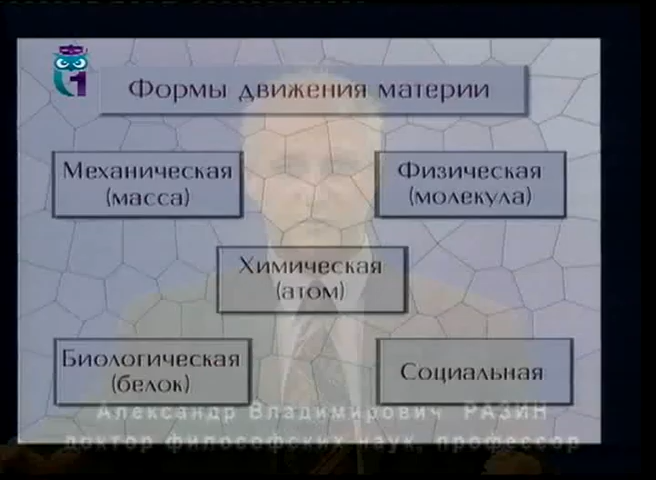 1
Формы движения материи
Механическая
(масса)
Физическая
(молекула)
Химическая
(атом)
Биологическая
(белок)
Социальная
Александр Владимирович РАЗИН
доктор философских наук, профессор